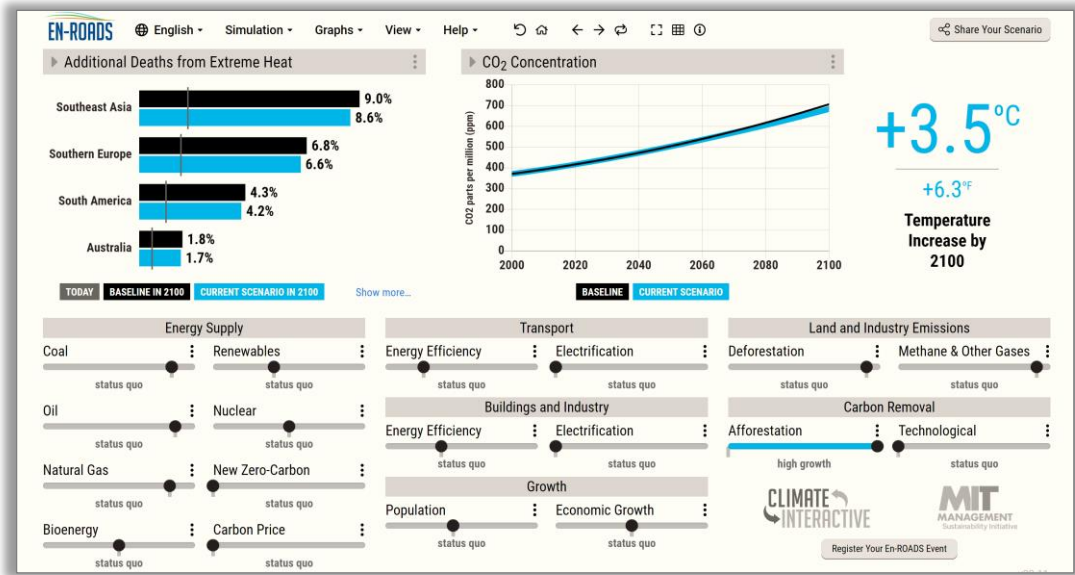 EN-ROADS
English
Simulation
Graphs
View
Help
Share Your Scenario
Additional Deaths from Extreme Heat
Southeast Asia
9.0%
8.6%
Southern Europe
6.8%
6.6%
South America
4.3%
4.2%
Australia
1.8%
1.7%
TODAY
BASELINE IN 2100
CURRENT SCENARIO IN 2100
Show more…
CO2 Concentration
CO2 parts per million (ppm)
800
700
600
500
400
300
200
100
0
2000 2020 2040 2060 2080 2100
BASELINE
CURRENT SCENARIO
+3.5°C
+6.3°F
Temperature
Increase by
2100
Energy Supply
Coal
status quo
Renewables
status quo
Oil
status quo
Nuclear
status quo
Natural Gas
status quo
New Zero-Carbon
status quo
Bioenergy
status quo
Carbon Price
status quo
Transport
Energy Efficiency
status quo
Electrification
status quo
Buildings and Industry
Energy Efficiency
status quo
Electrification
status quo
Growth
Population
status quo
Economic Growth
status quo
Land and Industry Emissions
Deforestation
status quo
Methane & Other Gases
status quo
Carbon Removal
Afforestation
high growth
Technological
status quo
CLIMATE
INTERACTIVE
MIT
MANAGEMENT
Sustainability Initiative
Register Your En-ROADS Event